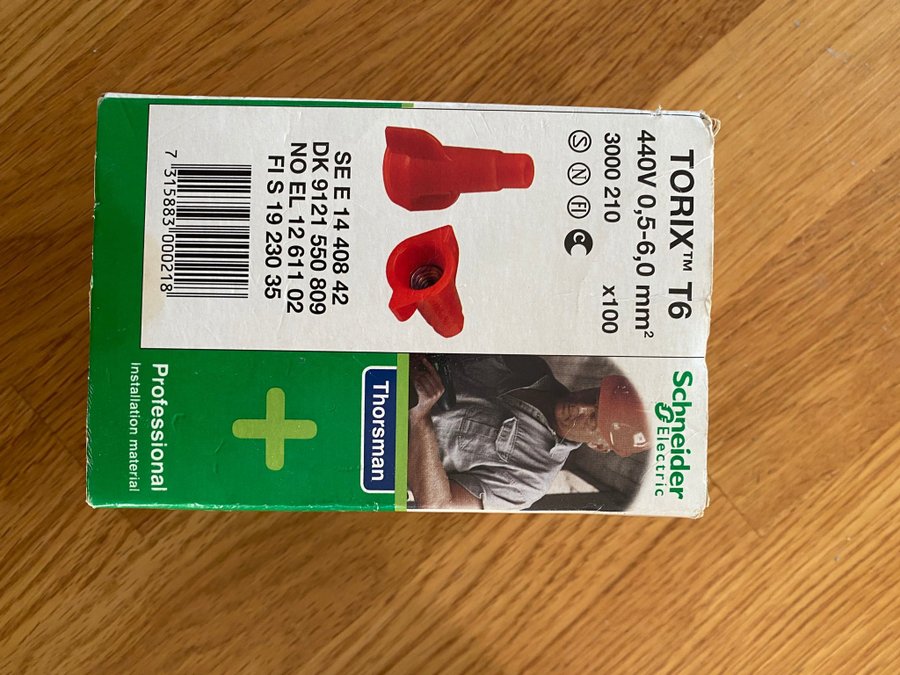 TORIX™ T6
440V 0,5-6,0 mm²
3000 210 x100
S N FI
SE E 14 408 42
DK 9121 550 809
NO EL 12 611 02
FI S 19 230 35
7 315883 000218
Schneider
Electric
Thorsman
Professional
Installation material